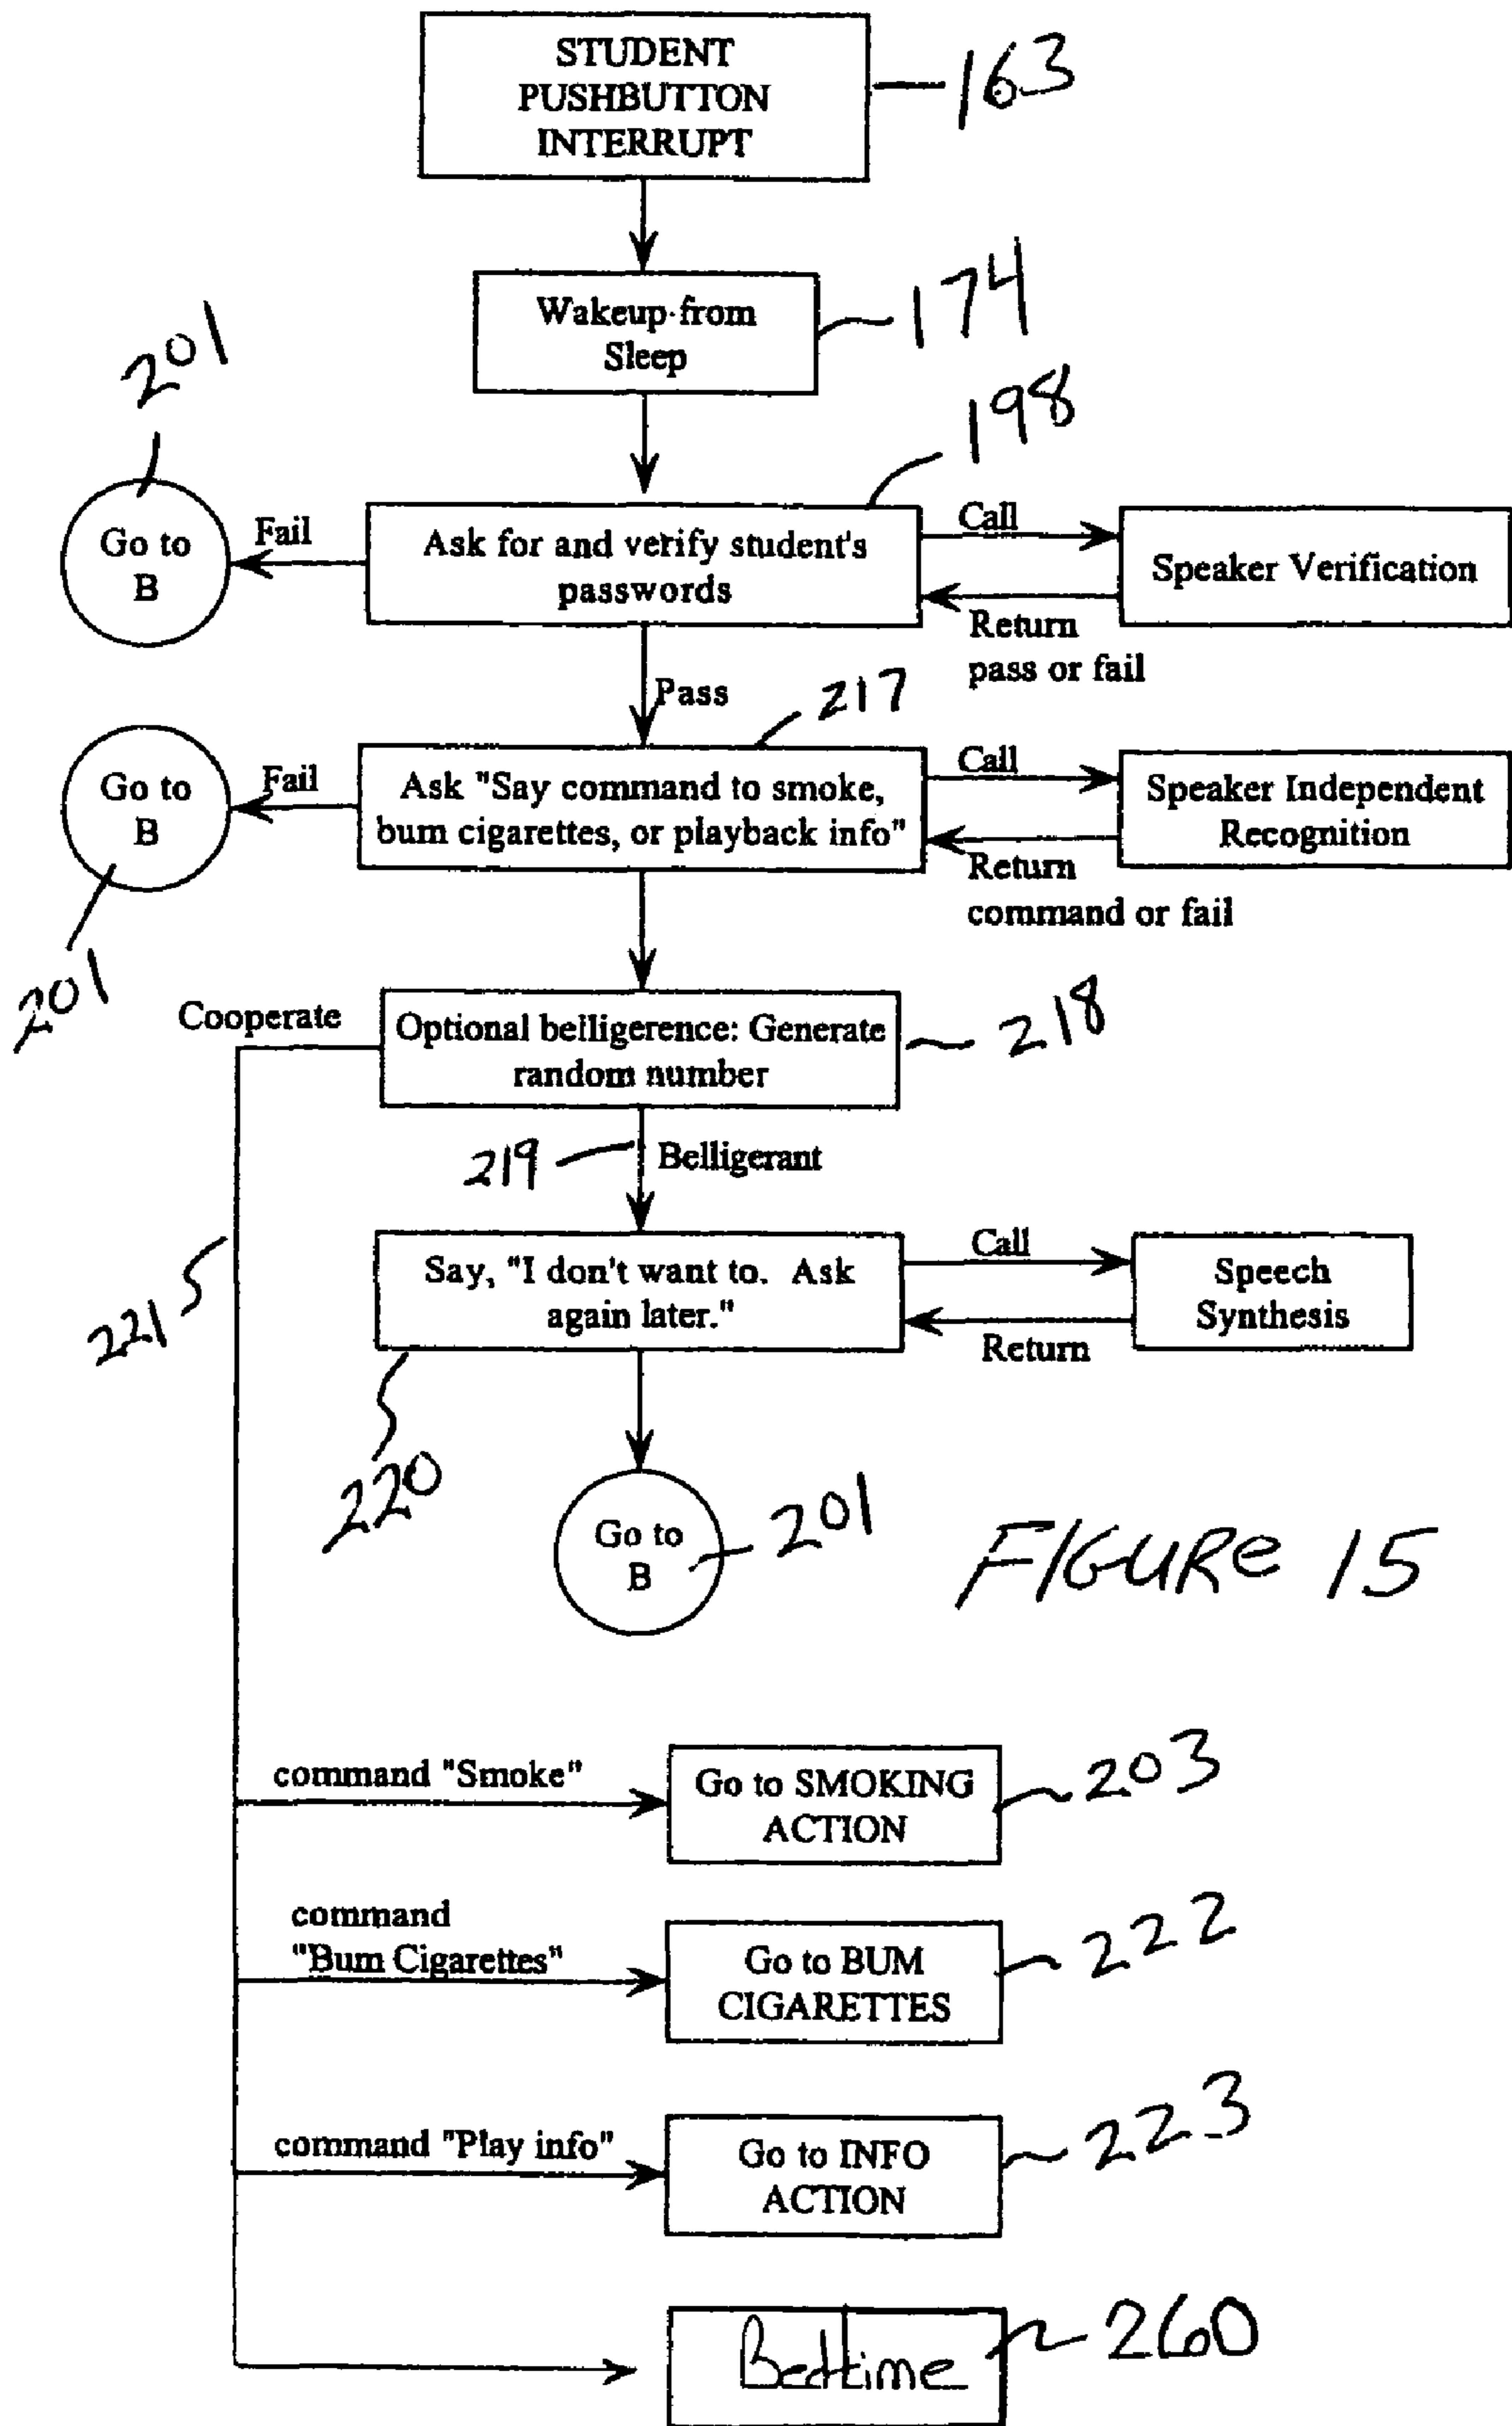 STUDENT
PUSHBUTTON
INTERRUPT
163
Wakeup from
Sleep
174
201
198
Go to
B
Fail
Ask for and verify student's
passwords
Call
Return
pass or fail
Speaker Verification
Pass
217
Go to
B
Fail
Ask "Say command to smoke,
bum cigarettes, or playback info"
Call
Return
command or fail
Speaker Independent
Recognition
201
Cooperate
Optional belligerence: Generate
random number
218
219
Belligerant
221
Say, "I don't want to. Ask
again later."
Call
Return
Speech
Synthesis
220
Go to
B
201
FIGURE 15
command "Smoke"
Go to SMOKING
ACTION
203
command
"Bum Cigarettes"
Go to BUM
CIGARETTES
222
command "Play info"
Go to INFO
ACTION
223
Bedtime
260